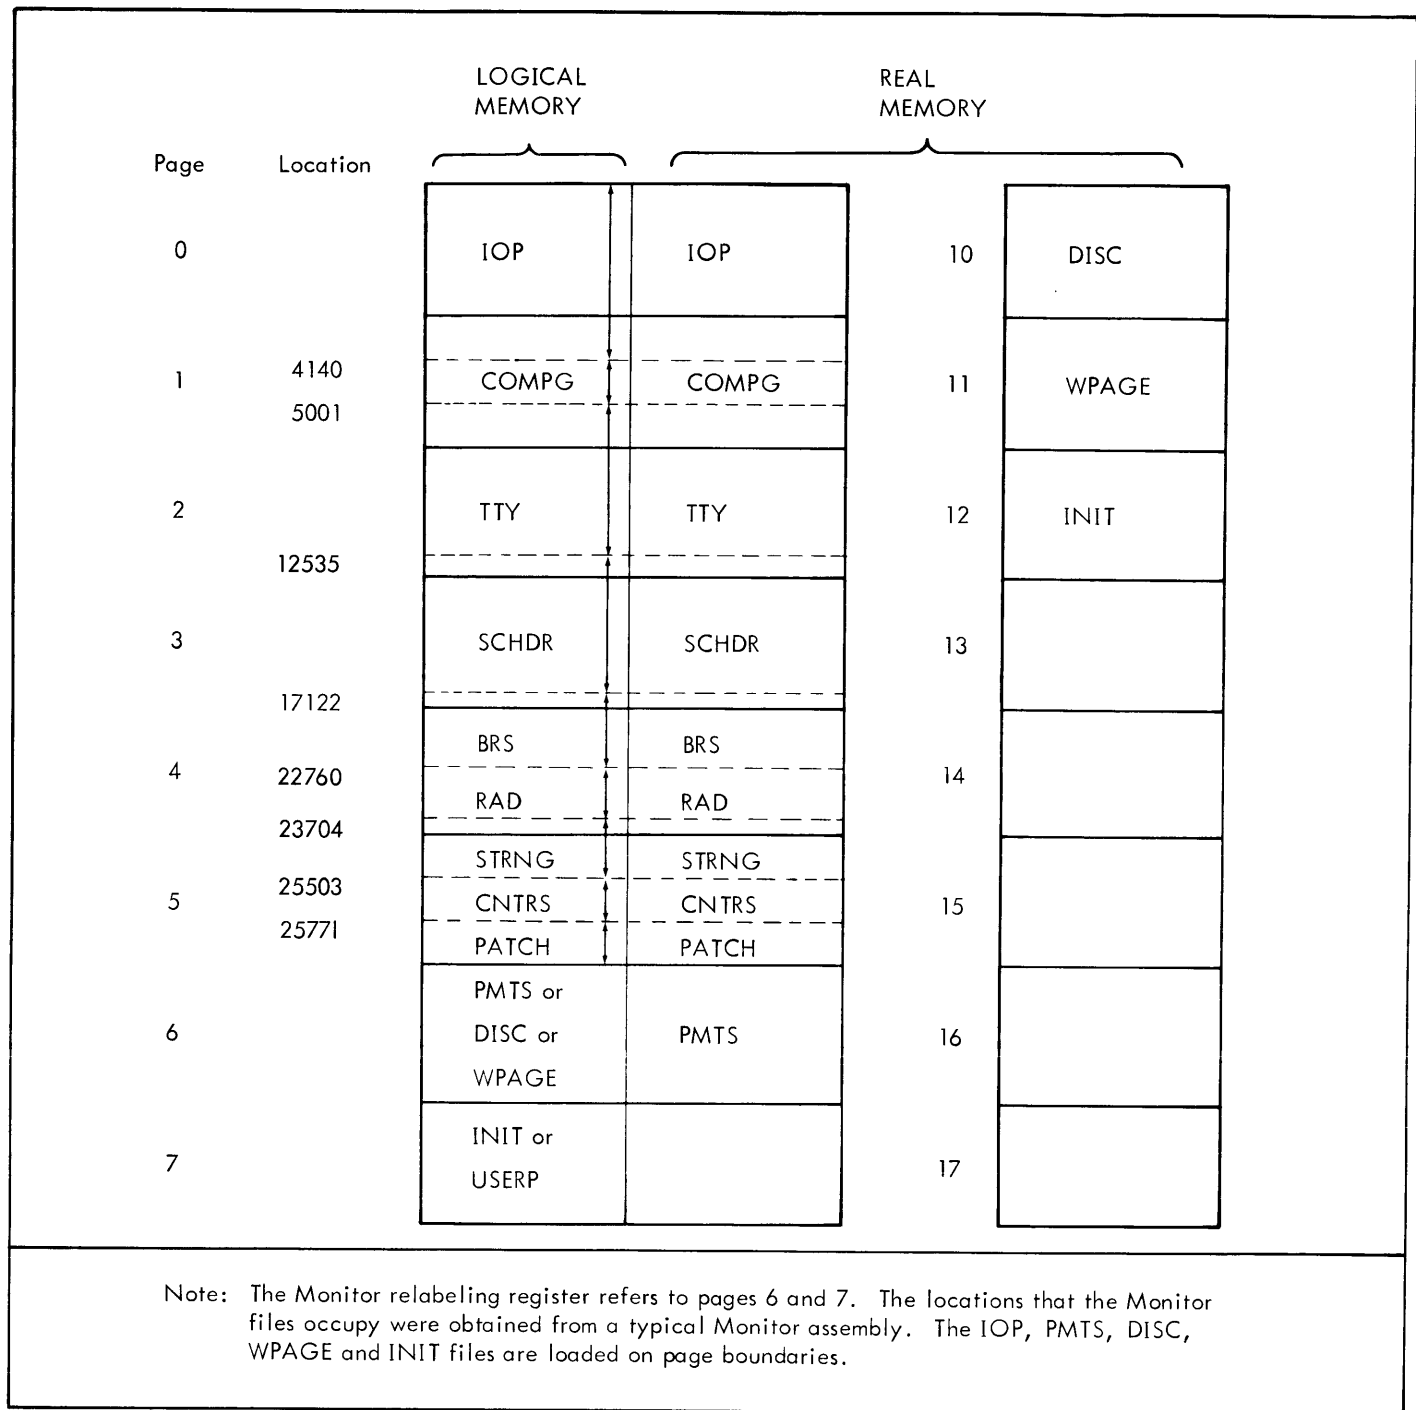 LOGICAL MEMORY
REAL MEMORY
Page Location
0 IOP IOP 10 DISC
4140
1 COMPG COMPG 11 WPAGE
5001
2 TTY TTY 12 INIT
12535
3 SCHDR SCHDR 13
17122
BRS BRS
4 22760 14
RAD RAD
23704
STRNG STRNG
25503
5 CNTRS CNTRS 15
25771
PATCH PATCH
PMTS or
6 DISC or PMTS 16
WPAGE
INIT or
7 17
USERP
Note: The Monitor relabeling register refers to pages 6 and 7. The locations that the Monitor
files occupy were obtained from a typical Monitor assembly. The IOP, PMTS, DISC,
WPAGE and INIT files are loaded on page boundaries.